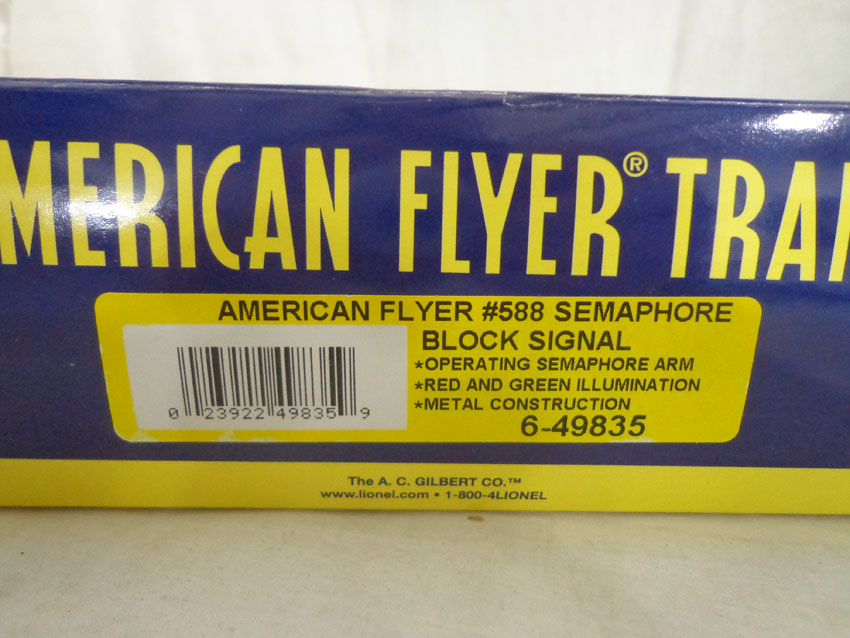 MERICAN FLYER® TRAI
AMERICAN FLYER #588 SEMAPHORE
BLOCK SIGNAL
*OPERATING SEMAPHORE ARM
*RED AND GREEN ILLUMINATION
*METAL CONSTRUCTION
6-49835
0 23922 49835 9
The A. C. GILBERT CO.™
www.lionel.com • 1-800-4LIONEL